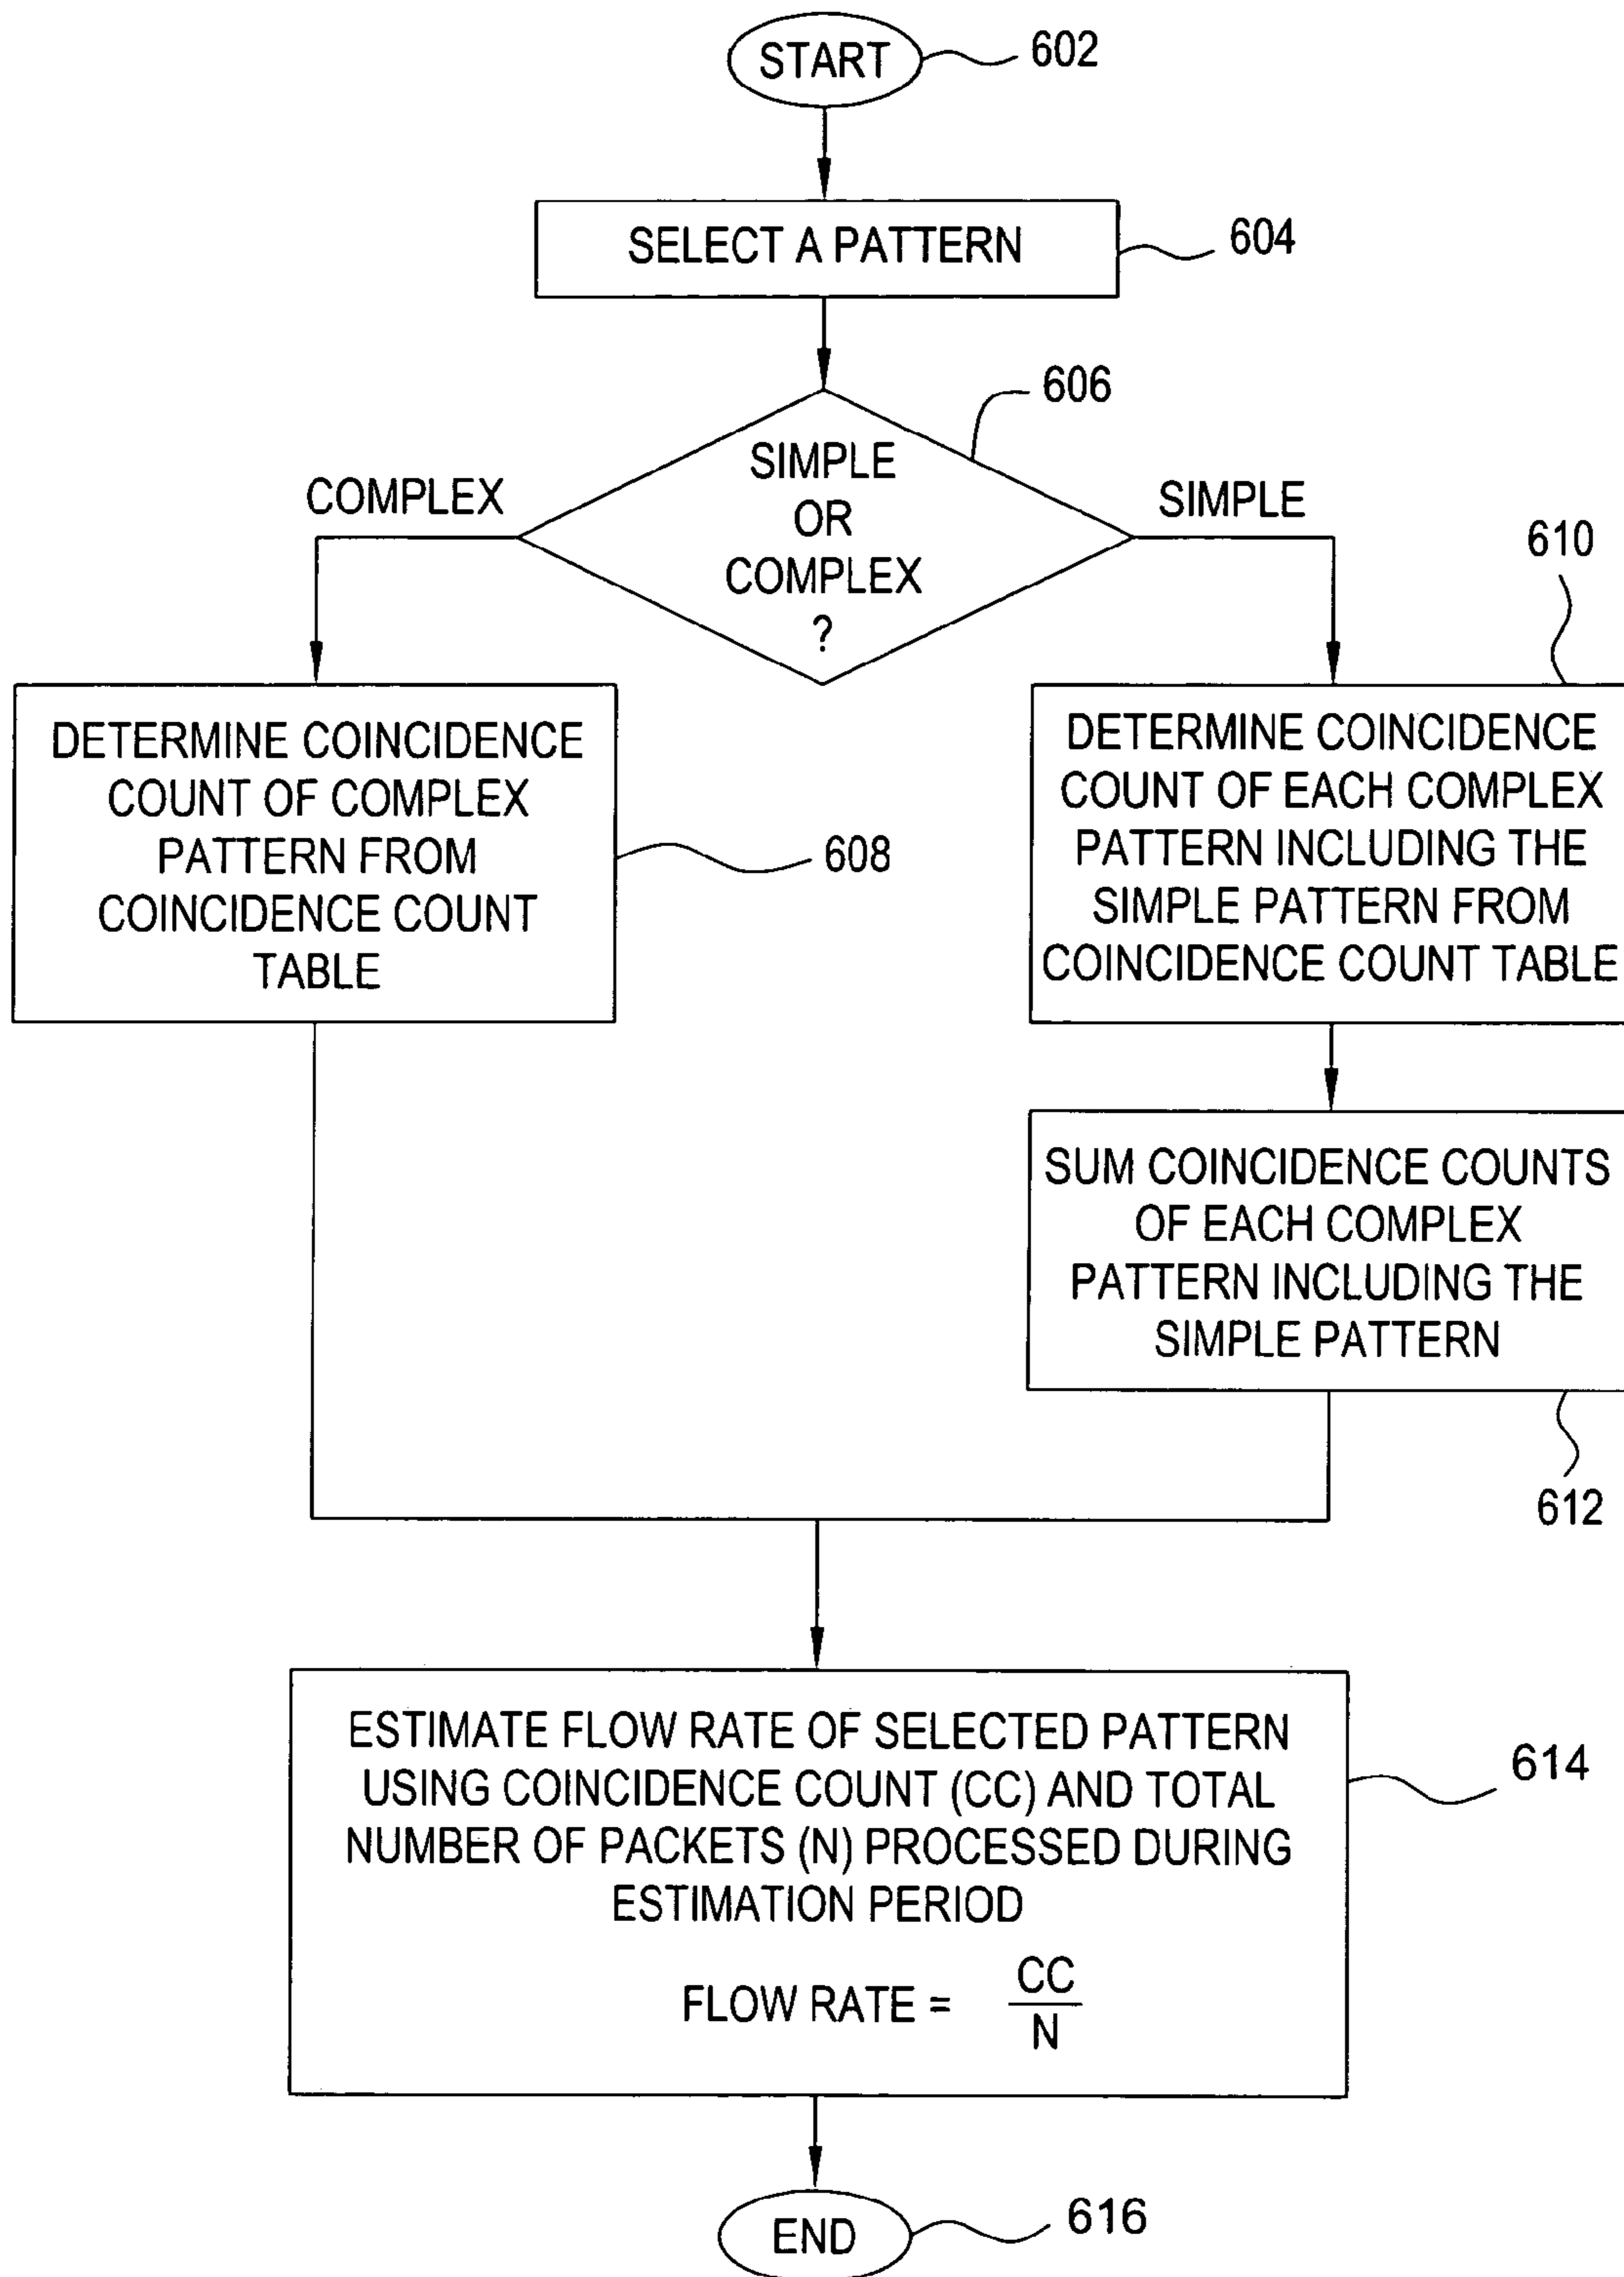 START
602
SELECT A PATTERN
604
606
SIMPLE
OR
COMPLEX
?
COMPLEX
SIMPLE
610
DETERMINE COINCIDENCE
COUNT OF COMPLEX
PATTERN FROM
COINCIDENCE COUNT
TABLE
608
DETERMINE COINCIDENCE
COUNT OF EACH COMPLEX
PATTERN INCLUDING THE
SIMPLE PATTERN FROM
COINCIDENCE COUNT TABLE
SUM COINCIDENCE COUNTS
OF EACH COMPLEX
PATTERN INCLUDING THE
SIMPLE PATTERN
612
ESTIMATE FLOW RATE OF SELECTED PATTERN
USING COINCIDENCE COUNT (CC) AND TOTAL
NUMBER OF PACKETS (N) PROCESSED DURING
ESTIMATION PERIOD
FLOW RATE = CC
N
614
END
616